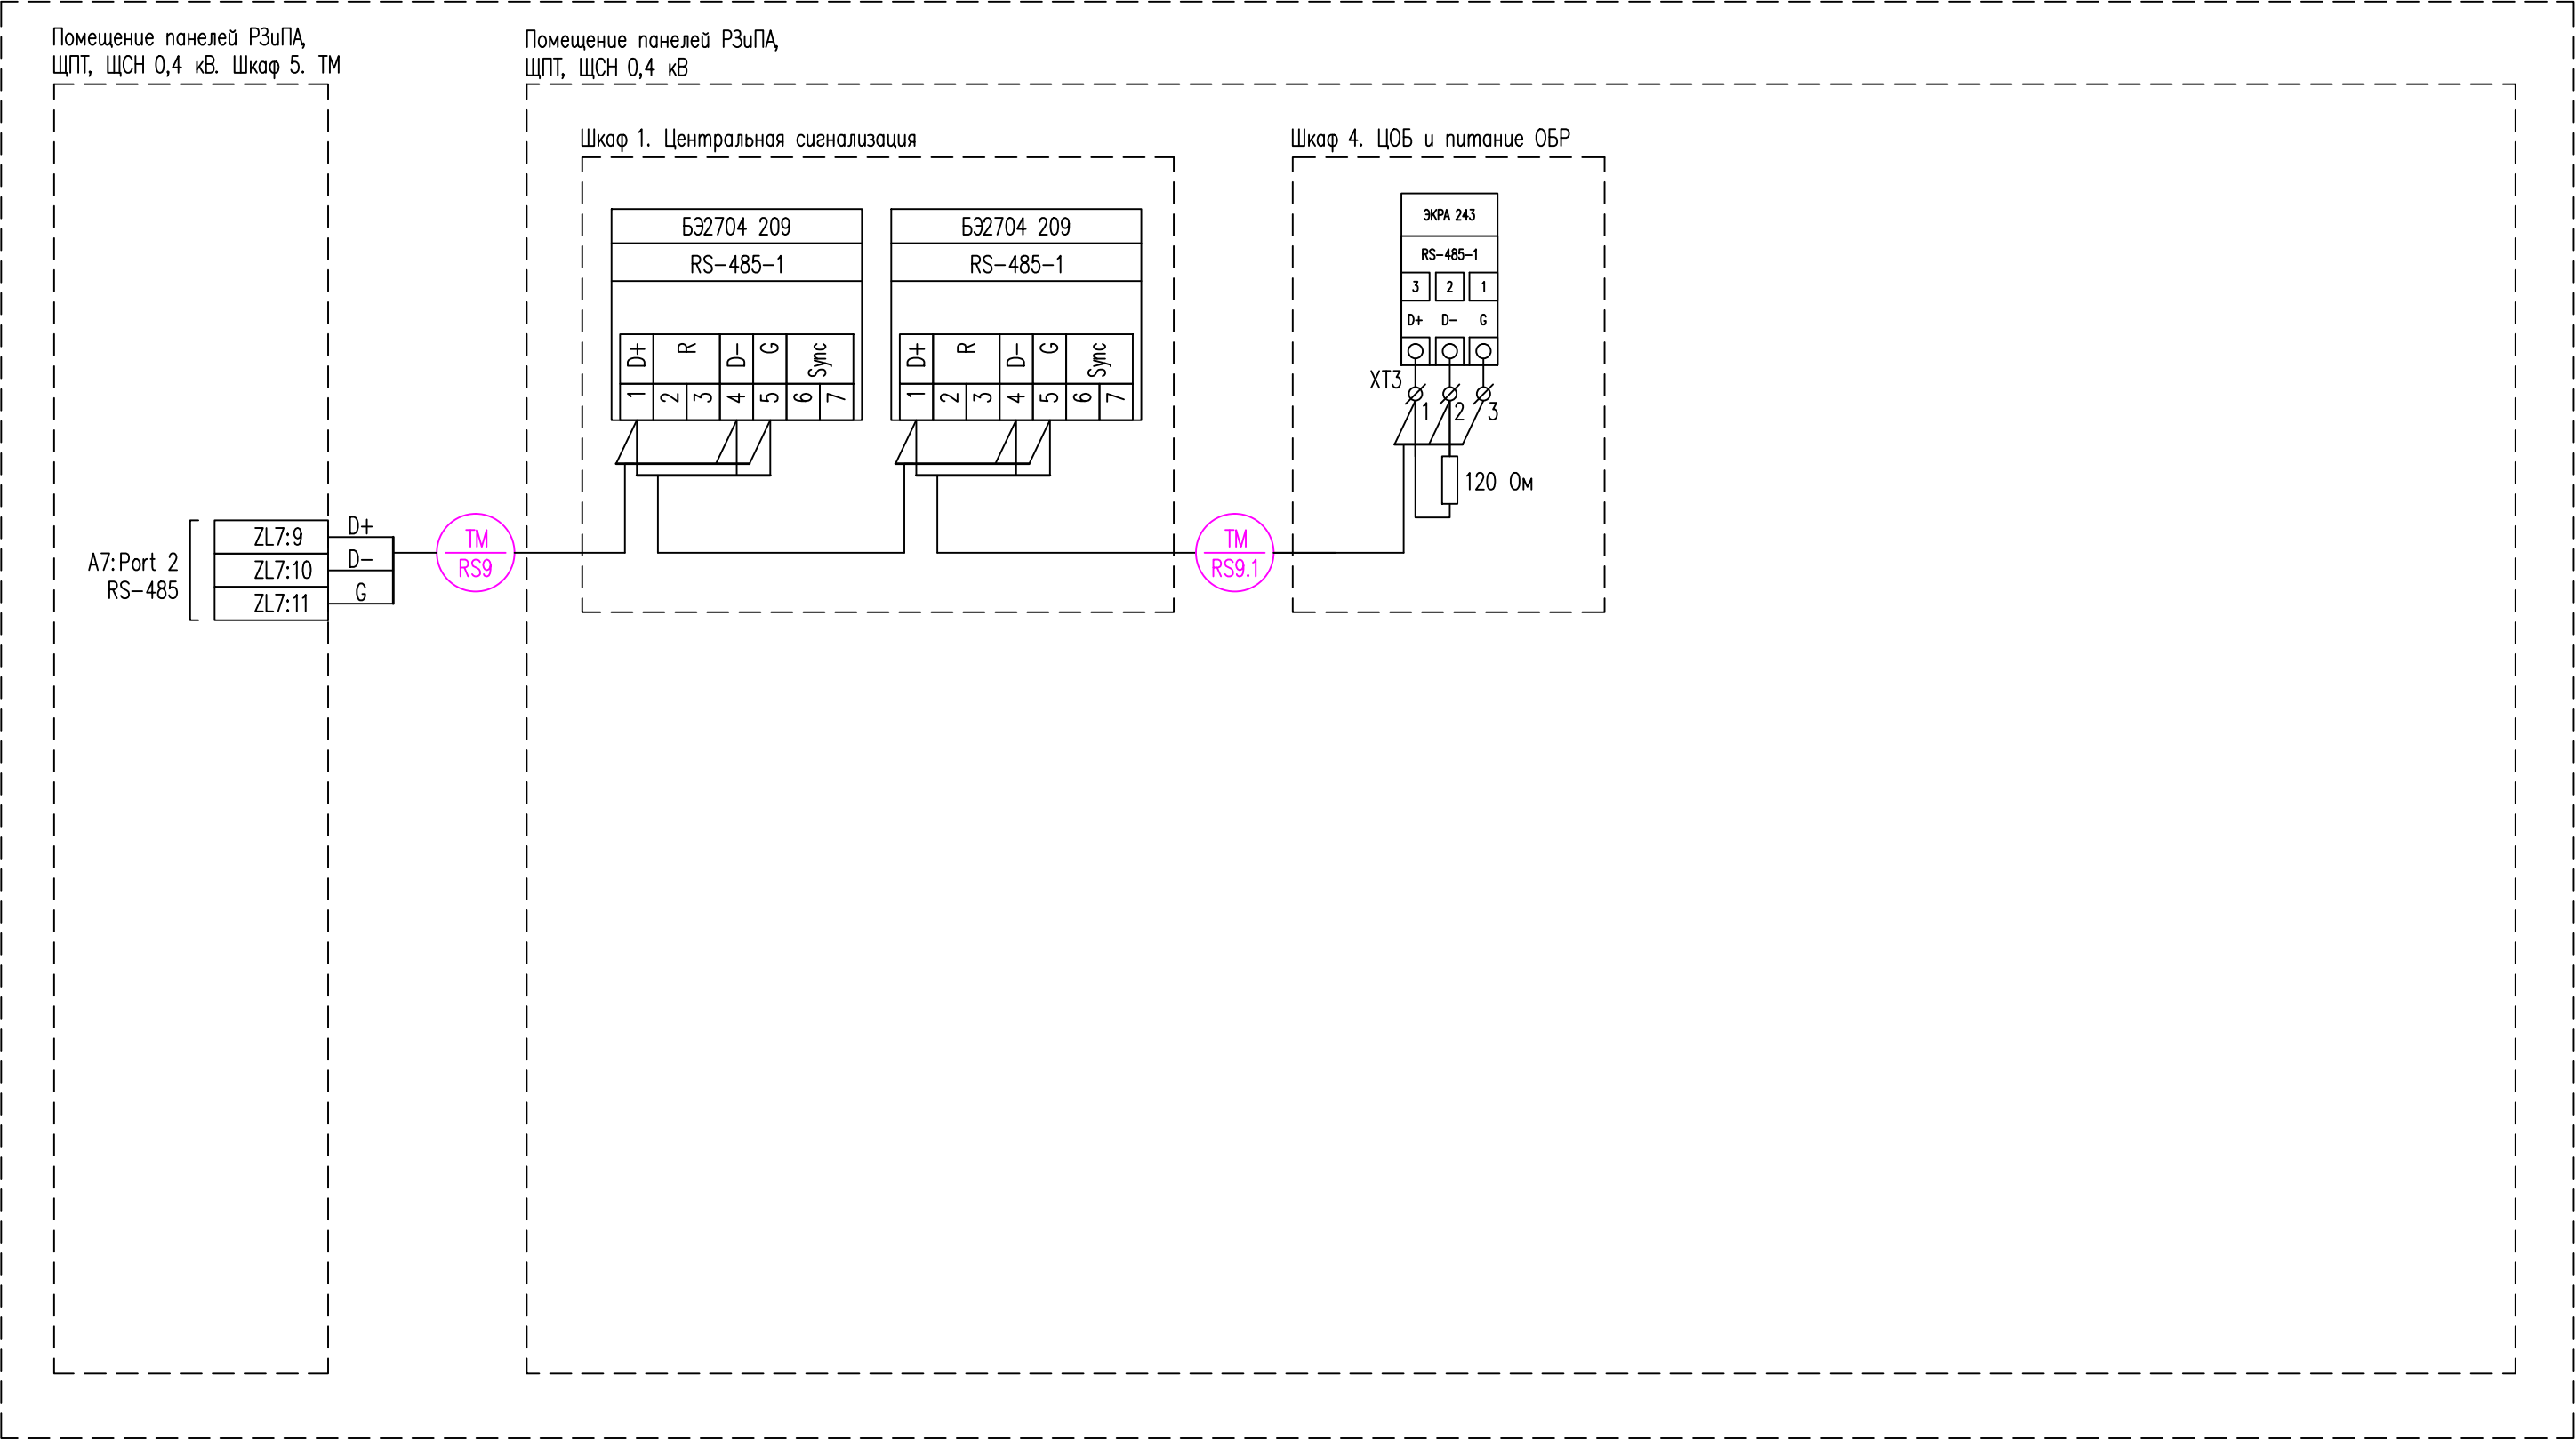 Помещение панелей РЗиПА,
ЩПТ, ЩСН 0,4 кВ. Шкаф 5. ТМ
Помещение панелей РЗиПА,
ЩПТ, ЩСН 0,4 кВ
Шкаф 1. Центральная сигнализация
Шкаф 4. ЦОБ и питание ОБР
БЭ2704 209
RS-485-1
D+ R D- G Sync
1 2 3 4 5 6 7
БЭ2704 209
RS-485-1
D+ R D- G Sync
1 2 3 4 5 6 7
ЭКРА 243
RS-485-1
3 2 1
D+ D- G
XT3
1 2 3
120 Ом
A7:Port 2
RS-485
ZL7:9 D+
ZL7:10 D-
ZL7:11 G
ТМ
RS9
ТМ
RS9.1